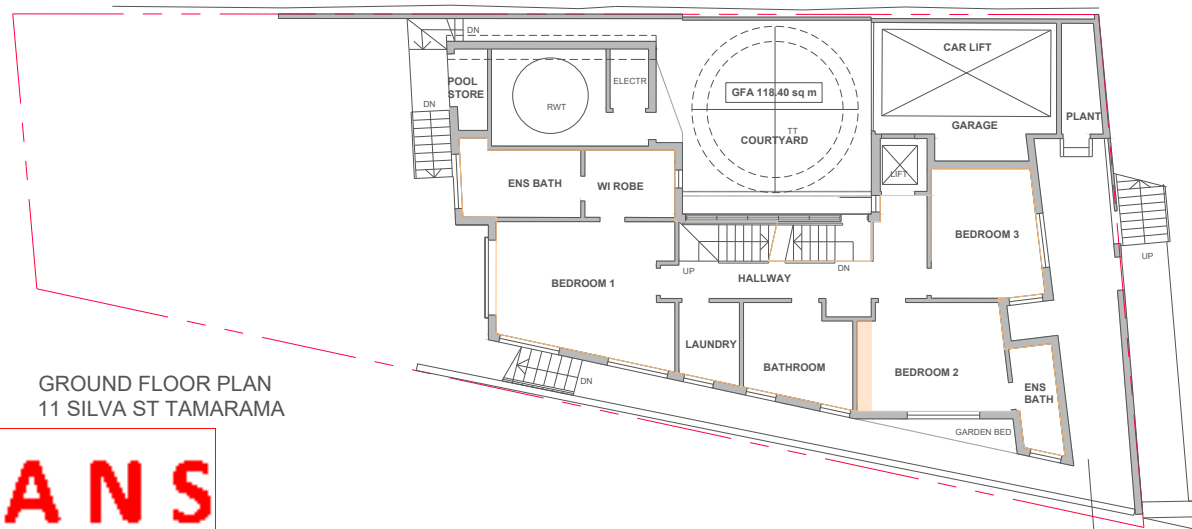 DN
CAR LIFT
POOL
STORE
ELECTR
GFA 118.40 sq m
DN
RWT
PLANT
GARAGE
TT
COURTYARD
LIFT
ENS BATH
WI ROBE
BEDROOM 3
UP
UP
HALLWAY
DN
BEDROOM 1
LAUNDRY
BATHROOM
BEDROOM 2
DN
ENS
BATH
GARDEN BED
GROUND FLOOR PLAN
11 SILVA ST TAMARAMA
ANS